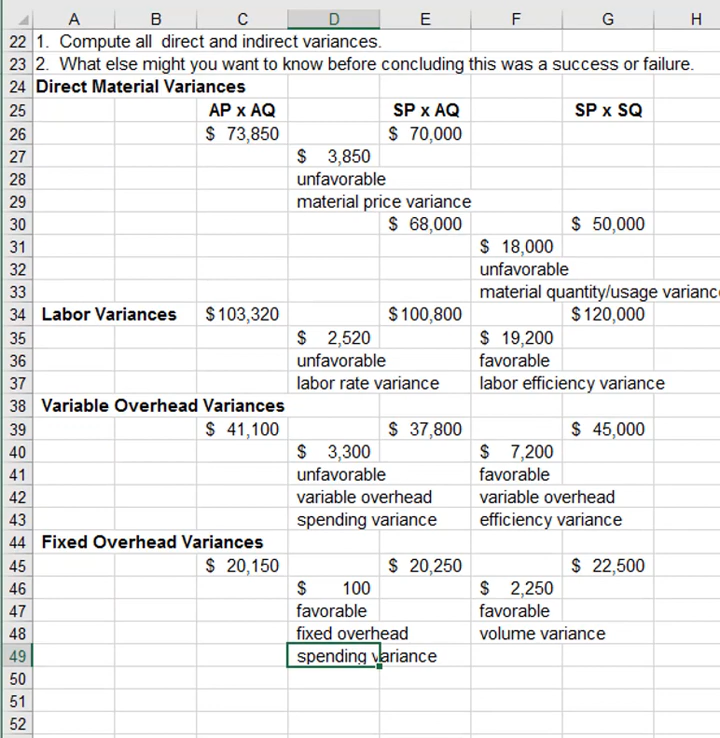 A B C D E F G H
22 1. Compute all direct and indirect variances.
23 2. What else might you want to know before concluding this was a success or failure.
24 Direct Material Variances
25 AP x AQ SP x AQ SP x SQ
26 $ 73,850 $ 70,000
27 $ 3,850
28 unfavorable
29 material price variance
30 $ 68,000 $ 50,000
31 $ 18,000
32 unfavorable
33 material quantity/usage varianc
34 Labor Variances $103,320 $100,800 $120,000
35 $ 2,520 $ 19,200
36 unfavorable favorable
37 labor rate variance labor efficiency variance
38 Variable Overhead Variances
39 $ 41,100 $ 37,800 $ 45,000
40 $ 3,300 $ 7,200
41 unfavorable favorable
42 variable overhead variable overhead
43 spending variance efficiency variance
44 Fixed Overhead Variances
45 $ 20,150 $ 20,250 $ 22,500
46 $ 100 $ 2,250
47 favorable favorable
48 fixed overhead volume variance
49 spending variance
50
51
52